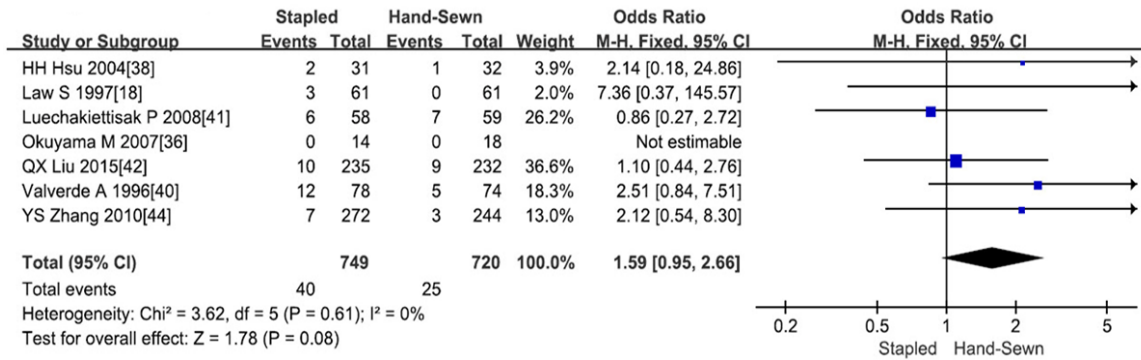 Stapled Hand-Sewn Odds Ratio Odds Ratio
Study or Subgroup Events Total Events Total Weight M-H. Fixed. 95% CI M-H. Fixed. 95% CI
HH Hsu 2004[38] 2 31 1 32 3.9% 2.14 [0.18, 24.86]
Law S 1997[18] 3 61 0 61 2.0% 7.36 [0.37, 145.57]
Luechakiettisak P 2008[41] 6 58 7 59 26.2% 0.86 [0.27, 2.72]
Okuyama M 2007[36] 0 14 0 18 Not estimable
QX Liu 2015[42] 10 235 9 232 36.6% 1.10 [0.44, 2.76]
Valverde A 1996[40] 12 78 5 74 18.3% 2.51 [0.84, 7.51]
YS Zhang 2010[44] 7 272 3 244 13.0% 2.12 [0.54, 8.30]
Total (95% CI) 749 720 100.0% 1.59 [0.95, 2.66]
Total events 40 25
Heterogeneity: Chi² = 3.62, df = 5 (P = 0.61); I² = 0%
Test for overall effect: Z = 1.78 (P = 0.08)
0.2 0.5 1 2 5
Stapled Hand-Sewn